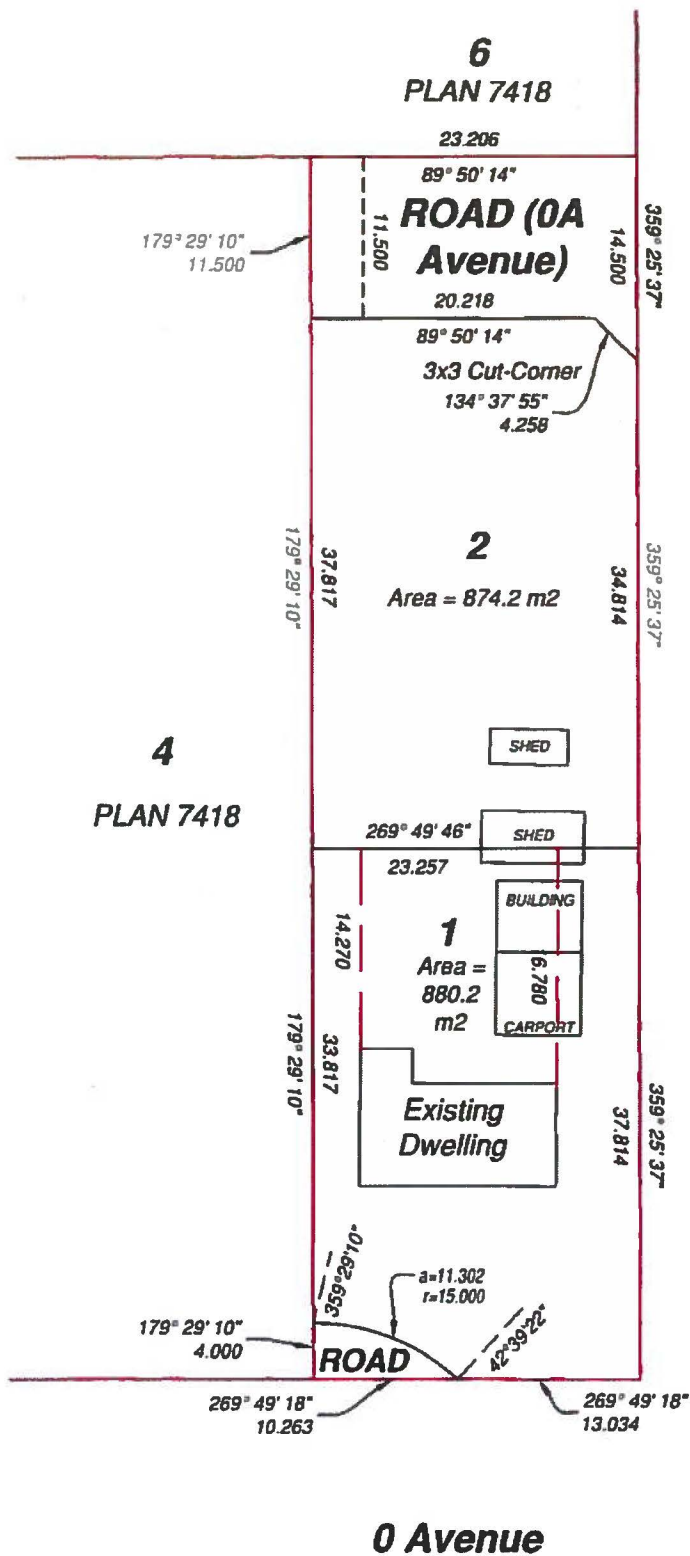 6
PLAN 7418
23.206
89° 50' 14"
ROAD (0A
Avenue)
11.500
14.500
359° 25' 37"
179° 29' 10"
11.500
20.218
89° 50' 14"
3x3 Cut-Corner
134° 37' 55"
4.258
2
Area = 874.2 m2
179° 29' 10"
37.817
34.814
359° 25' 37"
4
PLAN 7418
SHED
269° 49' 46"
SHED
23.257
BUILDING
14.270
1
Area =
880.2
m2
6.780
CARPORT
179° 29' 10"
33.817
Existing
Dwelling
37.814
359° 25' 37"
359°29'10"
a=11.302
r=15.000
42°39'22"
179° 29' 10"
4.000
ROAD
269° 49' 18"
10.263
269° 49' 18"
13.034
0 Avenue